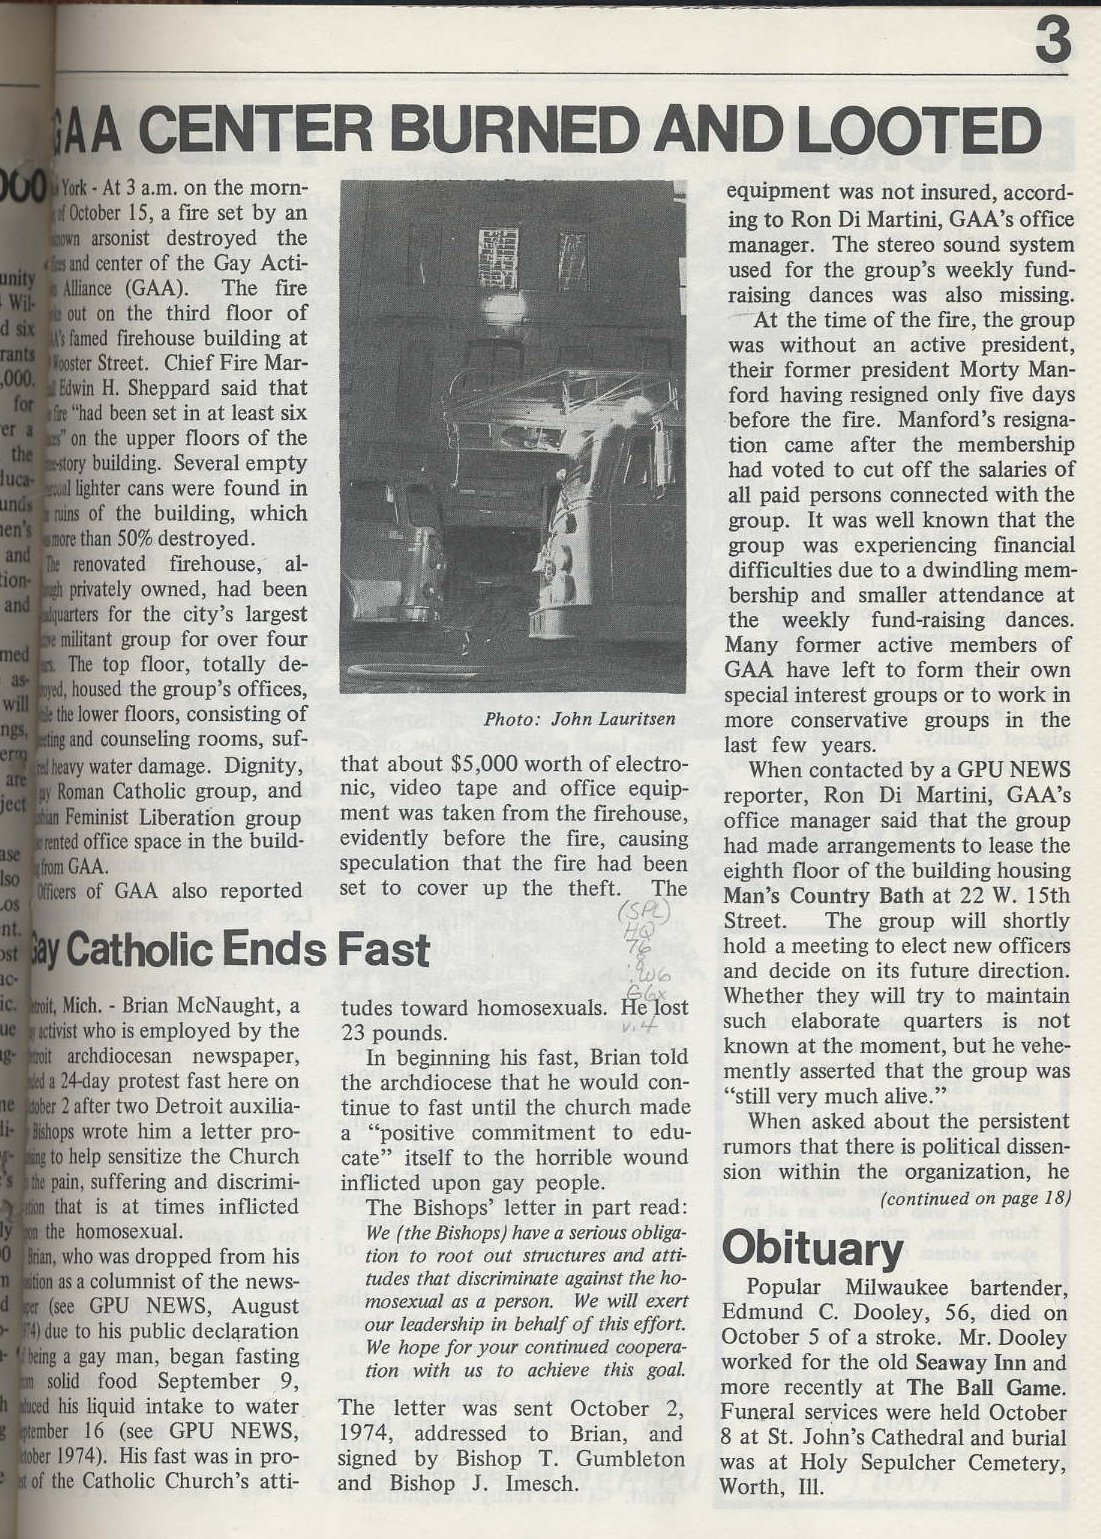 3
GAA CENTER BURNED AND LOOTED
York - At 3 a.m. on the morn-
of October 15, a fire set by an
arsonist destroyed the
and center of the Gay Acti-
Alliance (GAA). The fire
out on the third floor of
famed firehouse building at
Wooster Street. Chief Fire Mar-
Edwin H. Sheppard said that
fire "had been set in at least six
on the upper floors of the
building. Several empty
lighter cans were found in
ruins of the building, which
more than 50% destroyed.
The renovated firehouse, al-
privately owned, had been
for the city's largest
militant group for over four
The top floor, totally de-
housed the group's offices,
the lower floors, consisting of
and counseling rooms, suf-
heavy water damage. Dignity,
Roman Catholic group, and
Feminist Liberation group
rented office space in the build-
from GAA.
Officers of GAA also reported
Photo: John Lauritsen
that about $5,000 worth of electro-
nic, video tape and office equip-
ment was taken from the firehouse,
evidently before the fire, causing
speculation that the fire had been
set to cover up the theft. The
equipment was not insured, accord-
ing to Ron Di Martini, GAA's office
manager. The stereo sound system
used for the group's weekly fund-
raising dances was also missing.
At the time of the fire, the group
was without an active president,
their former president Morty Man-
ford having resigned only five days
before the fire. Manford's resigna-
tion came after the membership
had voted to cut off the salaries of
all paid persons connected with the
group. It was well known that the
group was experiencing financial
difficulties due to a dwindling mem-
bership and smaller attendance at
the weekly fund-raising dances.
Many former active members of
GAA have left to form their own
special interest groups or to work in
more conservative groups in the
last few years.
When contacted by a GPU NEWS
reporter, Ron Di Martini, GAA's
office manager said that the group
had made arrangements to lease the
eighth floor of the building housing
Man's Country Bath at 22 W. 15th
Street. The group will shortly
hold a meeting to elect new officers
and decide on its future direction.
Whether they will try to maintain
such elaborate quarters is not
known at the moment, but he vehe-
mently asserted that the group was
"still very much alive."
When asked about the persistent
rumors that there is political dissen-
sion within the organization, he
(continued on page 18)
(SPL)
HQ
76
.8
.W6
G6x
v.4
Gay Catholic Ends Fast
Mich. - Brian McNaught, a
activist who is employed by the
archdiocesan newspaper,
a 24-day protest fast here on
October 2 after two Detroit auxilia-
Bishops wrote him a letter pro-
to help sensitize the Church
the pain, suffering and discrimi-
that is at times inflicted
the homosexual.
Brian, who was dropped from his
as a columnist of the news-
(see GPU NEWS, August
due to his public declaration
being a gay man, began fasting
solid food September 9,
his liquid intake to water
September 16 (see GPU NEWS,
October 1974). His fast was in pro-
of the Catholic Church's atti-
tudes toward homosexuals. He lost
23 pounds.
In beginning his fast, Brian told
the archdiocese that he would con-
tinue to fast until the church made
a "positive commitment to edu-
cate" itself to the horrible wound
inflicted upon gay people.
The Bishops' letter in part read:
We (the Bishops) have a serious obliga-
tion to root out structures and atti-
tudes that discriminate against the ho-
mosexual as a person. We will exert
our leadership in behalf of this effort.
We hope for your continued coopera-
tion with us to achieve this goal.
The letter was sent October 2,
1974, addressed to Brian, and
signed by Bishop T. Gumbleton
and Bishop J. Imesch.
Obituary
Popular Milwaukee bartender,
Edmund C. Dooley, 56, died on
October 5 of a stroke. Mr. Dooley
worked for the old Seaway Inn and
more recently at The Ball Game.
Funeral services were held October
8 at St. John's Cathedral and burial
was at Holy Sepulcher Cemetery,
Worth, Ill.